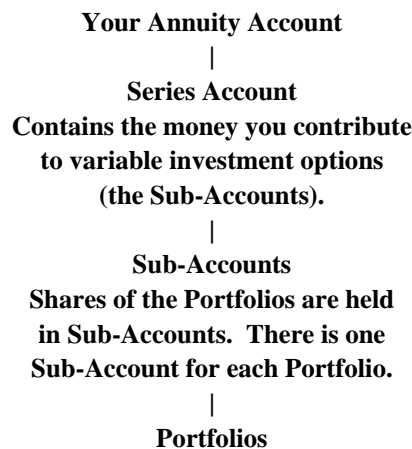 Your Annuity Account
|
Series Account
Contains the money you contribute
to variable investment options
(the Sub-Accounts).
|
Sub-Accounts
Shares of the Portfolios are held
in Sub-Accounts.  There is one
Sub-Account for each Portfolio.
|
Portfolios